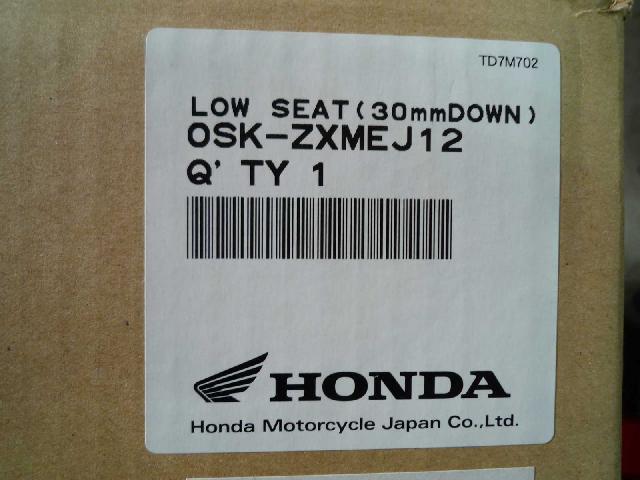 TD7M702
LOW SEAT(30mmDOWN)
OSK-ZXMEJ12
Q'TY 1
HONDA
Honda Motorcycle Japan Co.,Ltd.